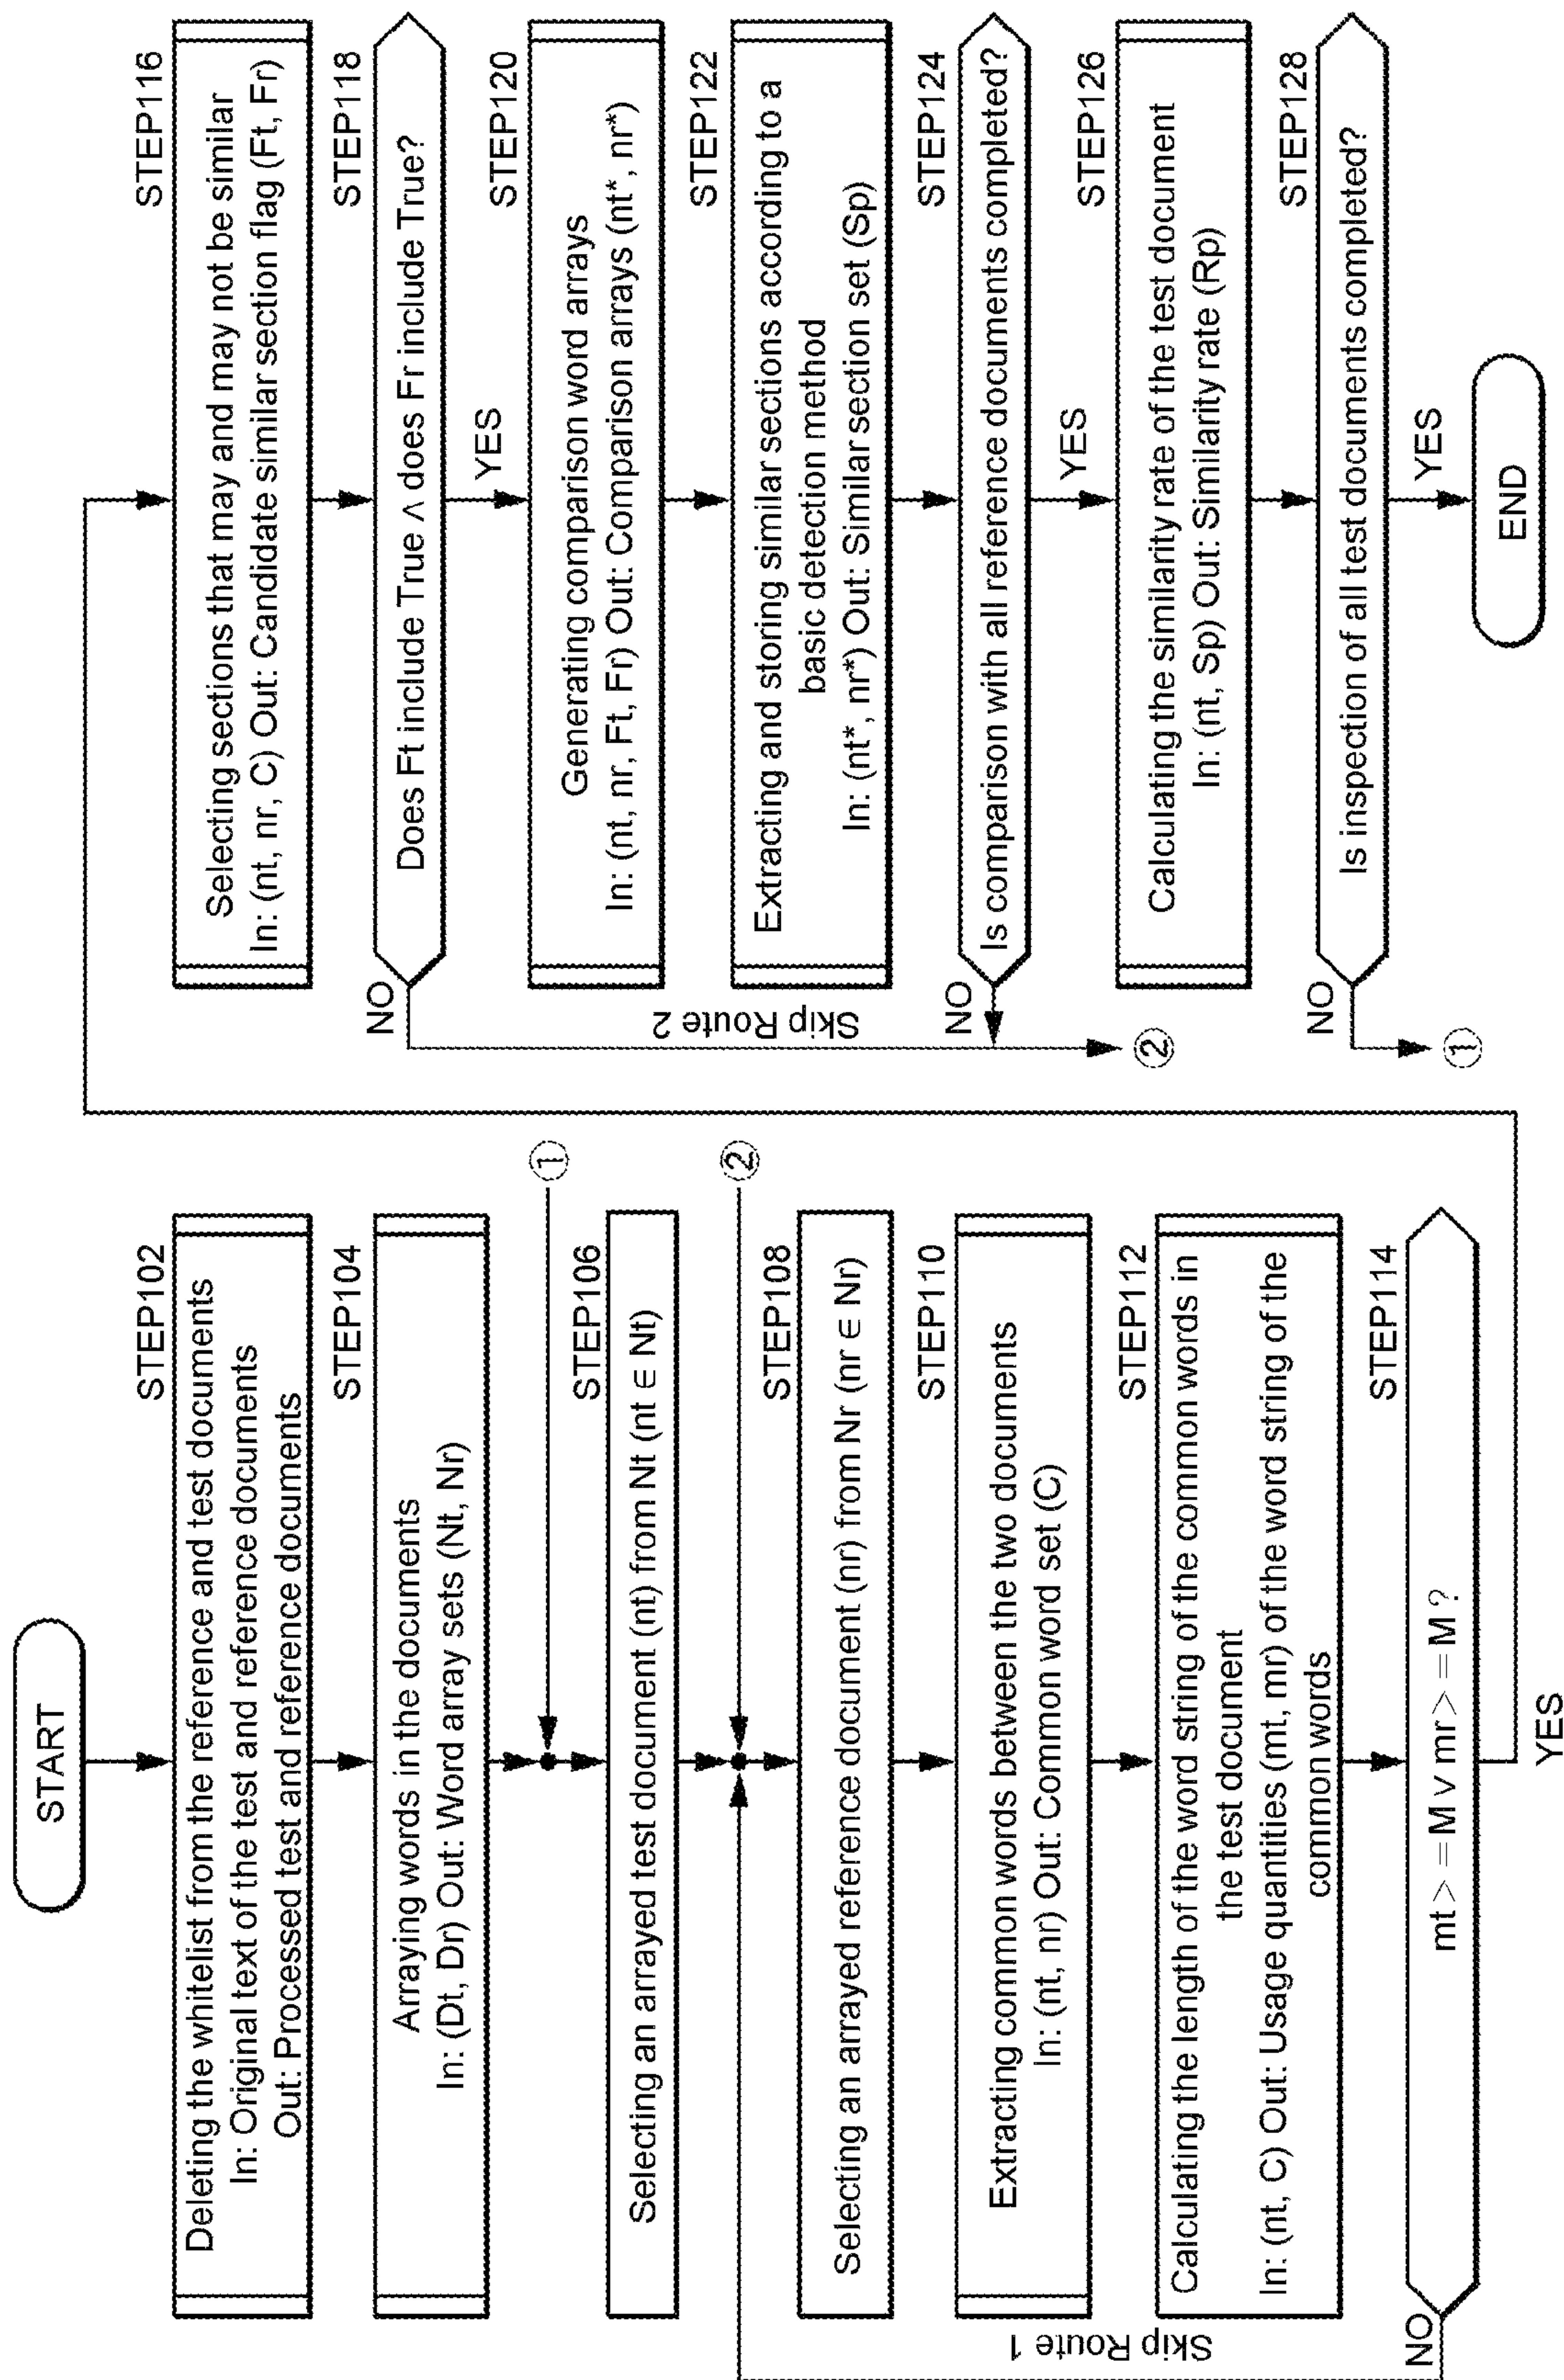 START
STEP102
Deleting the whitelist from the reference and test documents
In: Original text of the test and reference documents
Out: Processed test and reference documents
STEP104
Arraying words in the documents
In: (Dt, Dr) Out: Word array sets (Nt, Nr)
①
STEP106
Selecting an arrayed test document (nt) from Nt (nt ∈ Nt)
②
STEP108
Selecting an arrayed reference document (nr) from Nr (nr ∈ Nr)
STEP110
Extracting common words between the two documents
In: (nt, nr) Out: Common word set (C)
STEP112
Calculating the length of the word string of the common words in
the test document
In: (nt, C) Out: Usage quantities (mt, mr) of the word string of the
common words
Skip Route 1
STEP114
mt > = M ∨ mr > = M ?
NO
YES
STEP116
Selecting sections that may and may not be similar
In: (nt, nr, C) Out: Candidate similar section flag (Ft, Fr)
STEP118
Does Ft include True ∧ does Fr include True?
NO
YES
STEP120
Generating comparison word arrays
In: (nt, nr, Ft, Fr) Out: Comparison arrays (nt*, nr*)
Skip Route 2
STEP122
Extracting and storing similar sections according to a
basic detection method
In: (nt*, nr*) Out: Similar section set (Sp)
STEP124
Is comparison with all reference documents completed?
NO
YES
②
STEP126
Calculating the similarity rate of the test document
In: (nt, Sp) Out: Similarity rate (Rp)
STEP128
Is inspection of all test documents completed?
NO
YES
①
END